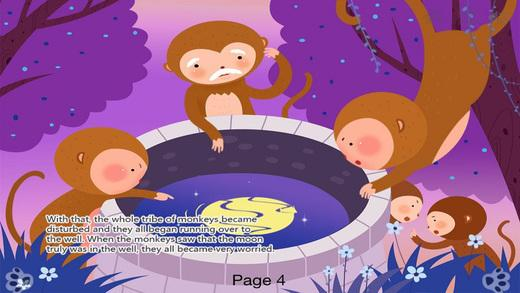 With that, the whole tribe of monkeys became
disturbed and they all began running over to
the well. When the monkeys saw that the moon
truly was in the well, they all became very worried.
Page 4